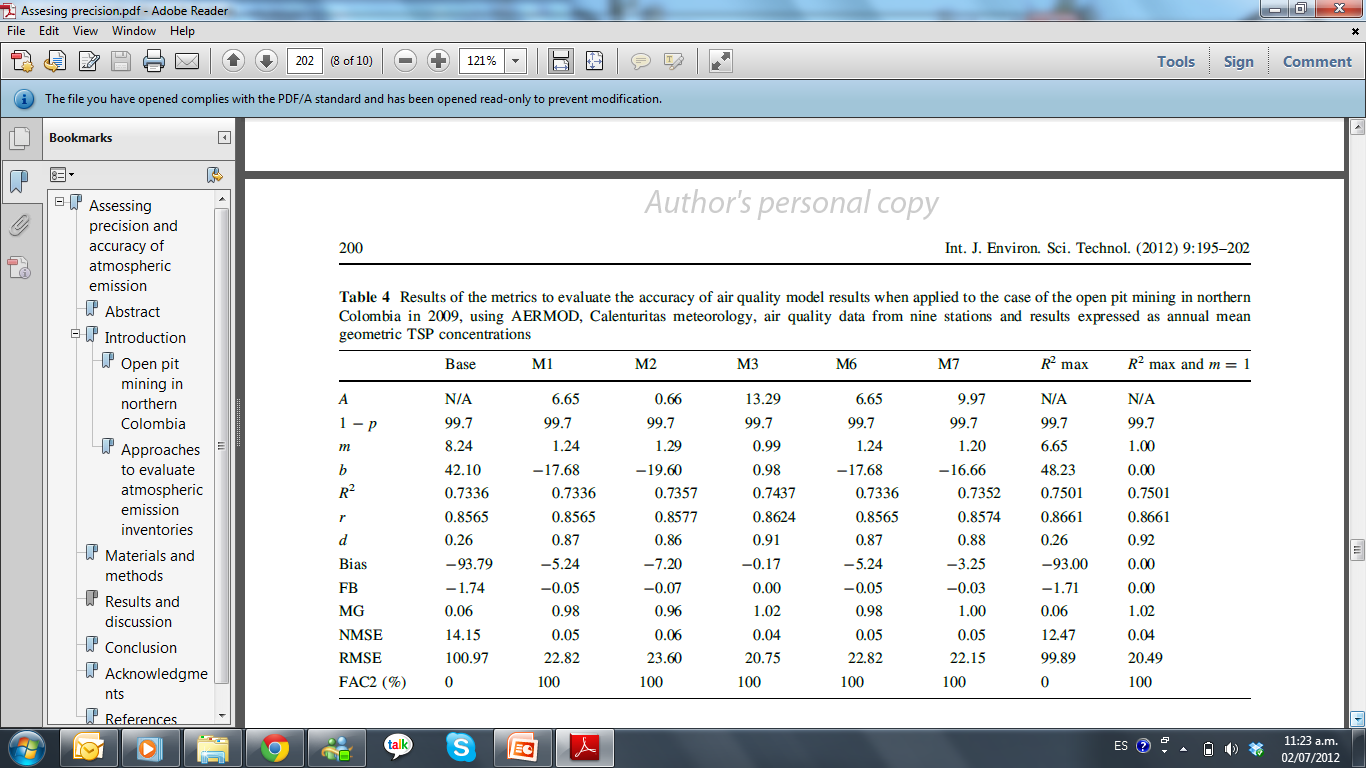 Assesing precision.pdf - Adobe Reader
File Edit View Window Help
202 (8 of 10) 121% Tools Sign Comment
The file you have opened complies with the PDF/A standard and has been opened read-only to prevent modification.
Bookmarks
Assessing
precision and
accuracy of
atmospheric
emission
Abstract
Introduction
Open pit
mining in
northern
Colombia
Approaches
to evaluate
atmospheric
emission
inventories
Materials and
methods
Results and
discussion
Conclusion
Acknowledgme
nts
References
Author's personal copy
200 Int. J. Environ. Sci. Technol. (2012) 9:195–202
Table 4 Results of the metrics to evaluate the accuracy of air quality model results when applied to the case of the open pit mining in northern
Colombia in 2009, using AERMOD, Calenturitas meteorology, air quality data from nine stations and results expressed as annual mean
geometric TSP concentrations
Base M1 M2 M3 M6 M7 R² max R² max and m = 1
A N/A 6.65 0.66 13.29 6.65 9.97 N/A N/A
1 − p 99.7 99.7 99.7 99.7 99.7 99.7 99.7 99.7
m 8.24 1.24 1.29 0.99 1.24 1.20 6.65 1.00
b 42.10 −17.68 −19.60 0.98 −17.68 −16.66 48.23 0.00
R² 0.7336 0.7336 0.7357 0.7437 0.7336 0.7352 0.7501 0.7501
r 0.8565 0.8565 0.8577 0.8624 0.8565 0.8574 0.8661 0.8661
d 0.26 0.87 0.86 0.91 0.87 0.88 0.26 0.92
Bias −93.79 −5.24 −7.20 −0.17 −5.24 −3.25 −93.00 0.00
FB −1.74 −0.05 −0.07 0.00 −0.05 −0.03 −1.71 0.00
MG 0.06 0.98 0.96 1.02 0.98 1.00 0.06 1.02
NMSE 14.15 0.05 0.06 0.04 0.05 0.05 12.47 0.04
RMSE 100.97 22.82 23.60 20.75 22.82 22.15 99.89 20.49
FAC2 (%) 0 100 100 100 100 100 0 100
talk
ES 11:23 a.m.
02/07/2012